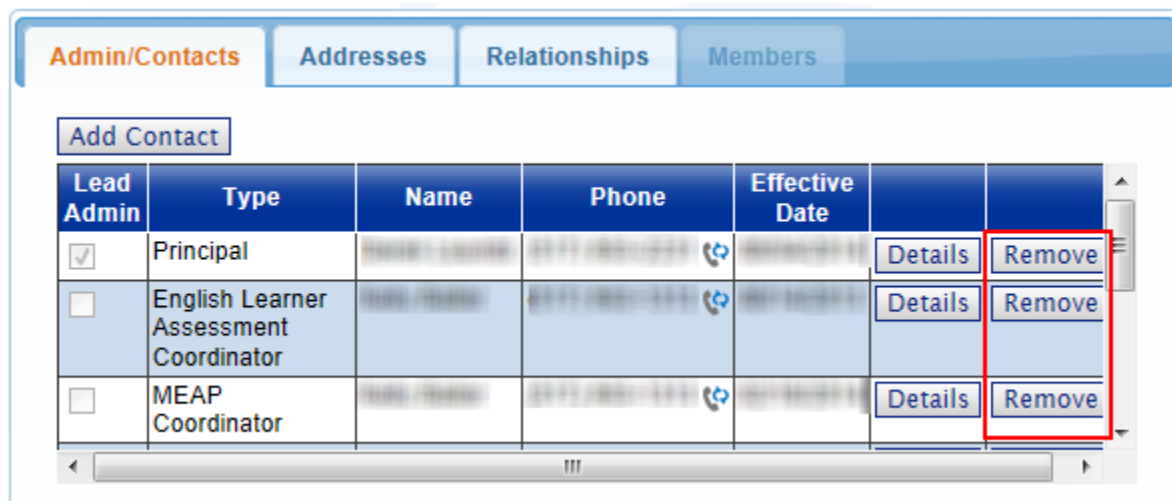 Admin/Contacts Addresses Relationships Members
Add Contact
Lead Admin Type Name Phone Effective Date
Principal Details Remove
English Learner Details Remove
Assessment
Coordinator
MEAP Details Remove
Coordinator